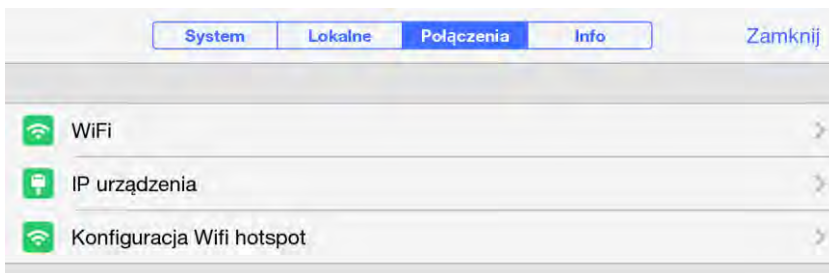 System Lokalne Połączenia Info Zamknij
WiFi
IP urządzenia
Konfiguracja Wifi hotspot